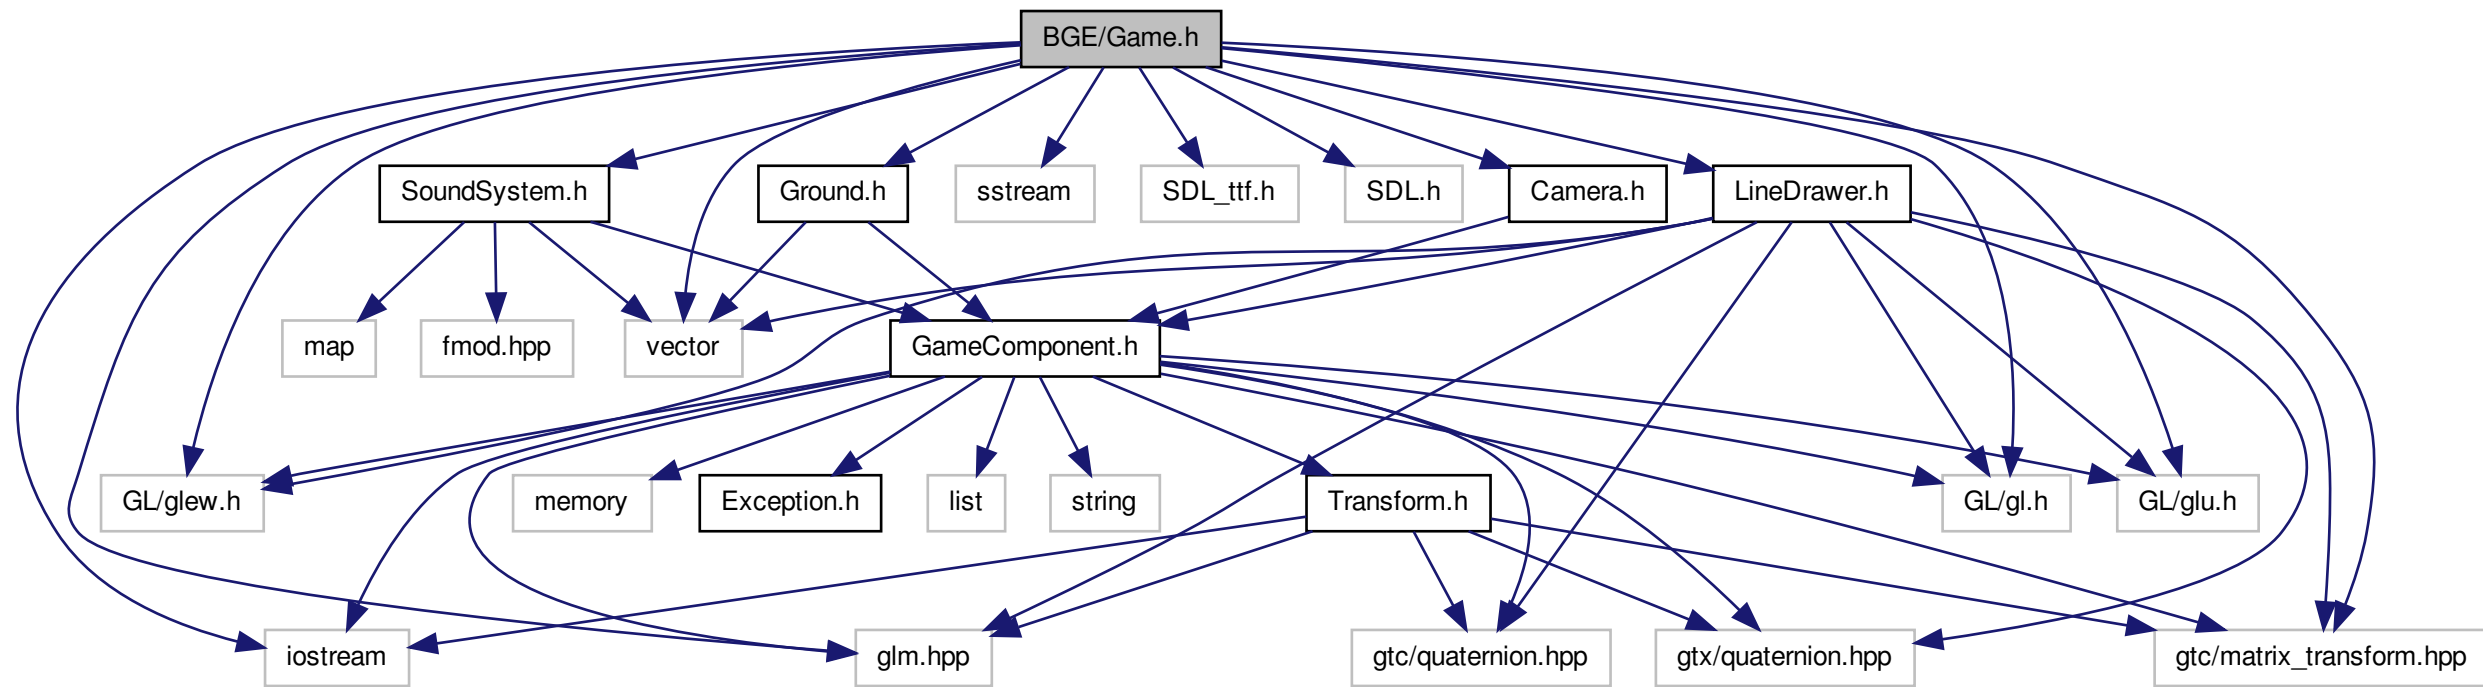 BGE/Game.h
SoundSystem.h
Ground.h
sstream
SDL_ttf.h
SDL.h
Camera.h
LineDrawer.h
map
fmod.hpp
vector
GameComponent.h
GL/glew.h
memory
Exception.h
list
string
Transform.h
GL/gl.h
GL/glu.h
iostream
glm.hpp
gtc/quaternion.hpp
gtx/quaternion.hpp
gtc/matrix_transform.hpp